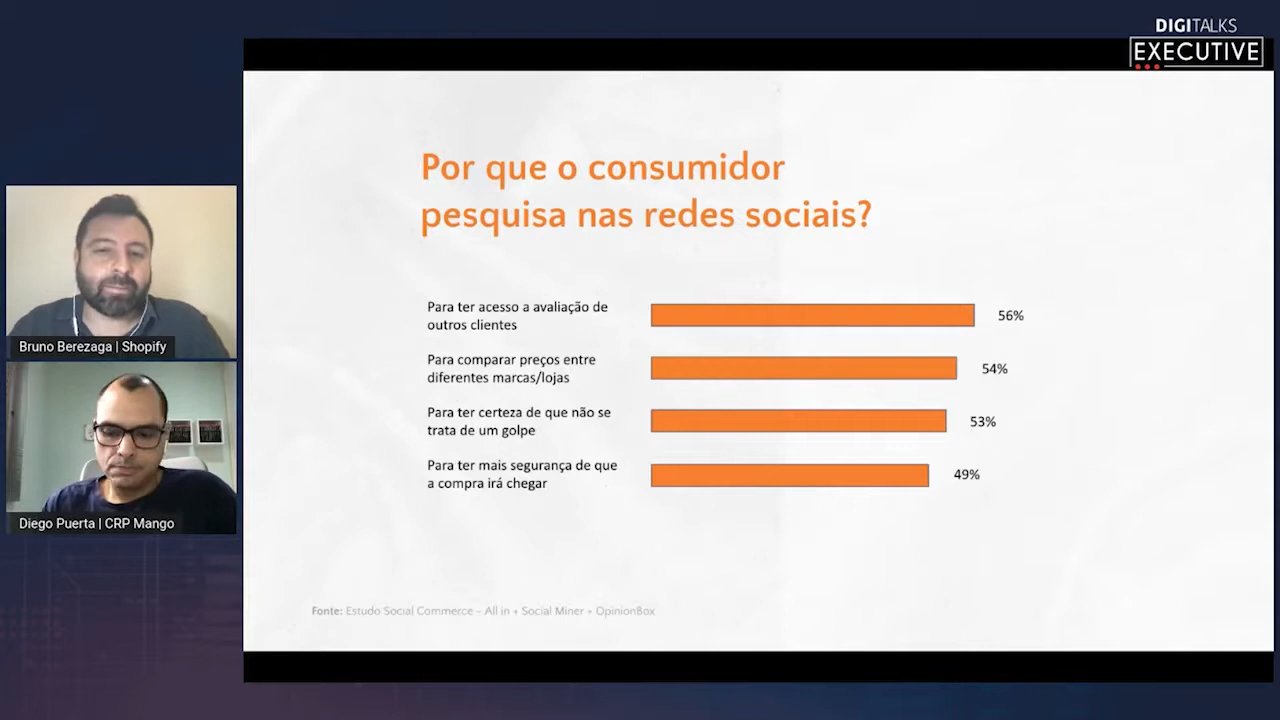 DIGITALKS
EXECUTIVE
Por que o consumidor
pesquisa nas redes sociais?
Para ter acesso a avaliação de
outros clientes
56%
Para comparar preços entre
diferentes marcas/lojas
54%
Para ter certeza de que não se
trata de um golpe
53%
Para ter mais segurança de que
a compra irá chegar
49%
Fonte: Estudo Social Commerce - All in + Social Miner + OpinionBox
Bruno Berezaga | Shopify
Diego Puerta | CRP Mango